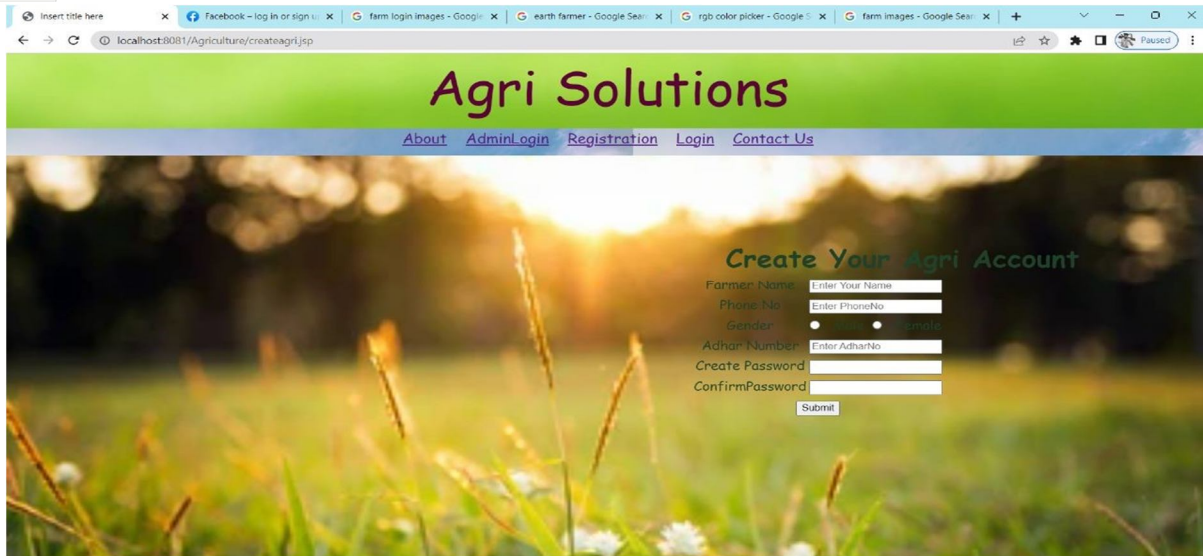 Insert title here
Facebook – log in or sign u
farm login images - Google
earth farmer - Google Sear
rgb color picker - Google S
farm images - Google Sear
localhost:8081/Agriculture/createagri.jsp
Paused
Agri Solutions
About AdminLogin Registration Login Contact Us
Create Your Agri Account
Farmer Name Enter Your Name
Phone No Enter PhoneNo
Gender Male Female
Adhar Number Enter AdharNo
Create Password
ConfirmPassword
Submit